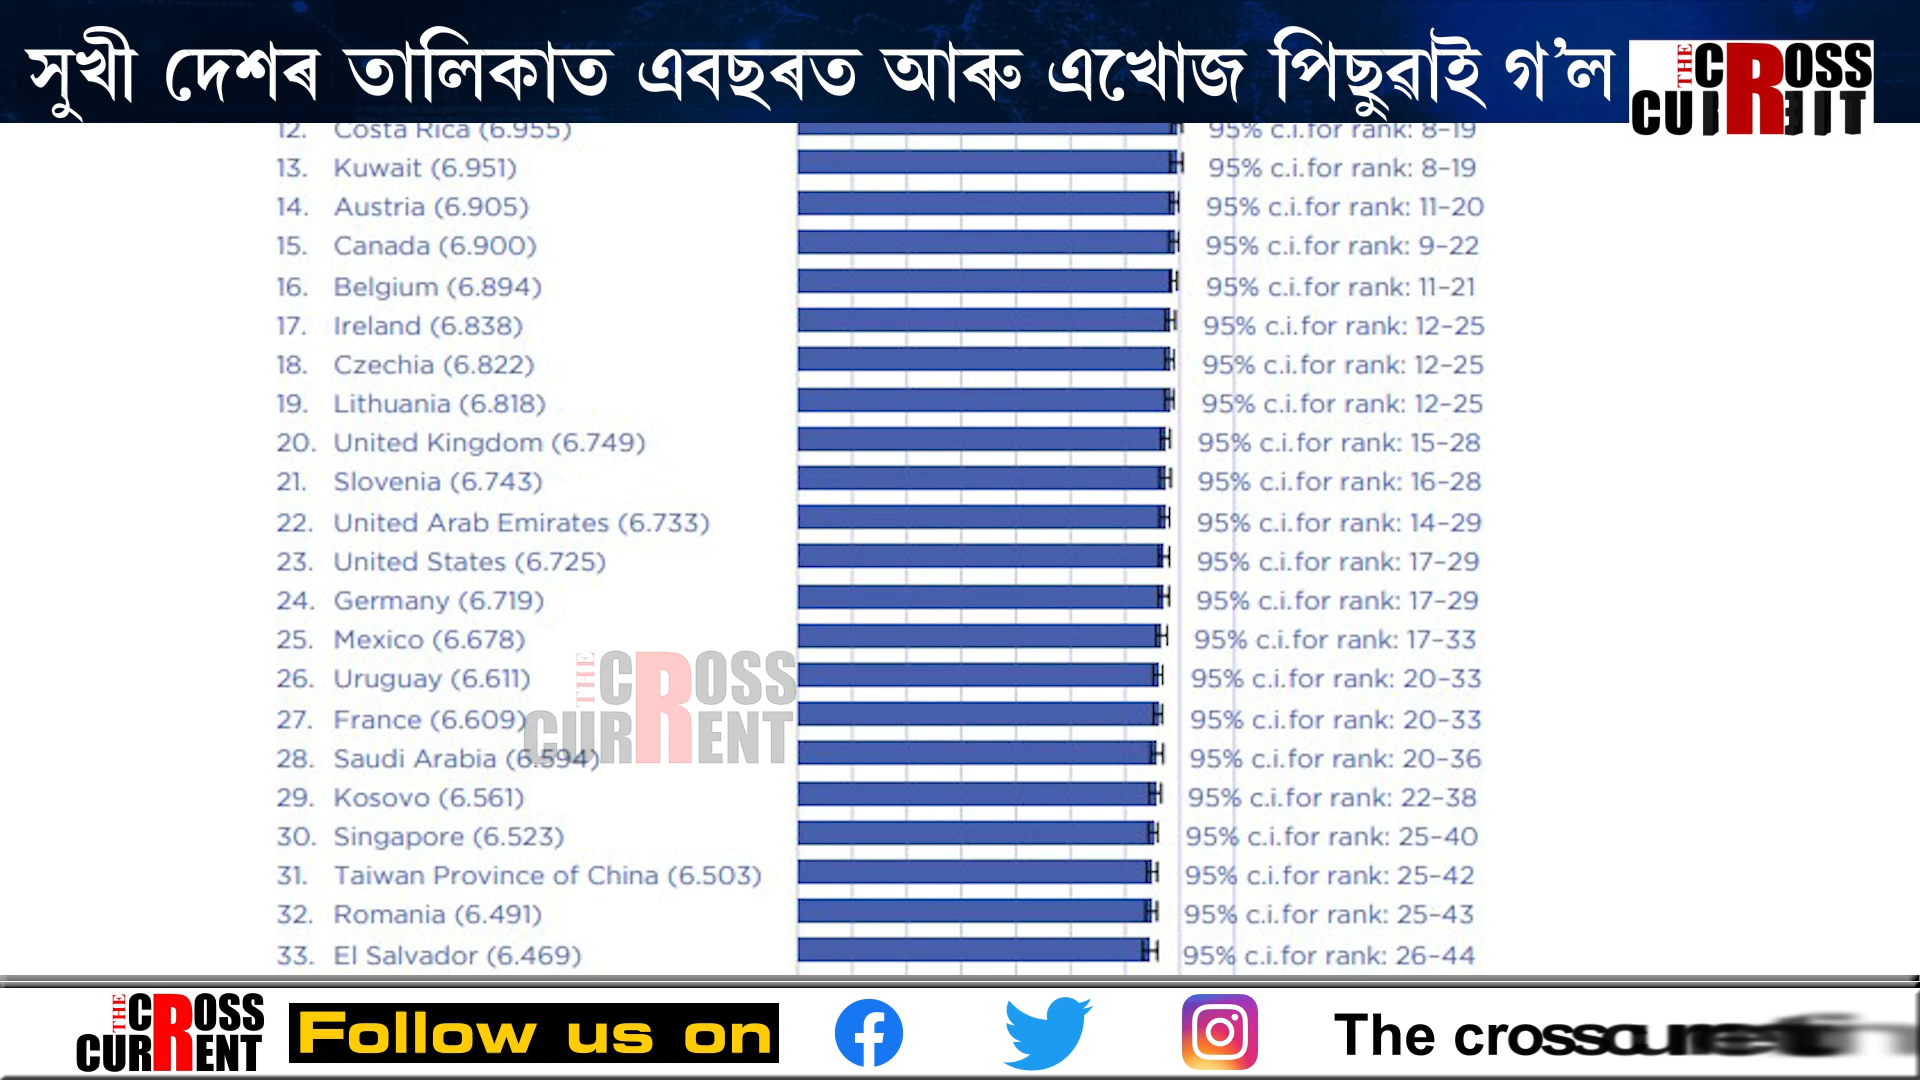 সুখী দেশৰ তালিকাত এবছৰত আৰু এখোজ পিছুৱাই গ'ল
THE CROSS
CURRENT
12. Costa Rica (6.955) 95% c.i.for rank: 8–19
13. Kuwait (6.951) 95% c.i.for rank: 8–19
14. Austria (6.905) 95% c.i.for rank: 11–20
15. Canada (6.900) 95% c.i.for rank: 9–22
16. Belgium (6.894) 95% c.i.for rank: 11–21
17. Ireland (6.838) 95% c.i.for rank: 12–25
18. Czechia (6.822) 95% c.i.for rank: 12–25
19. Lithuania (6.818) 95% c.i.for rank: 12–25
20. United Kingdom (6.749) 95% c.i.for rank: 15–28
21. Slovenia (6.743) 95% c.i.for rank: 16–28
22. United Arab Emirates (6.733) 95% c.i.for rank: 14–29
23. United States (6.725) 95% c.i.for rank: 17–29
24. Germany (6.719) 95% c.i.for rank: 17–29
25. Mexico (6.678) 95% c.i.for rank: 17–33
26. Uruguay (6.611) 95% c.i.for rank: 20–33
27. France (6.609) 95% c.i.for rank: 20–33
28. Saudi Arabia (6.594) 95% c.i.for rank: 20–36
29. Kosovo (6.561) 95% c.i.for rank: 22–38
30. Singapore (6.523) 95% c.i.for rank: 25–40
31. Taiwan Province of China (6.503) 95% c.i.for rank: 25–42
32. Romania (6.491) 95% c.i.for rank: 25–43
33. El Salvador (6.469) 95% c.i.for rank: 26–44
THE CROSS
CURRENT
THE CROSS
CURRENT
Follow us on
The